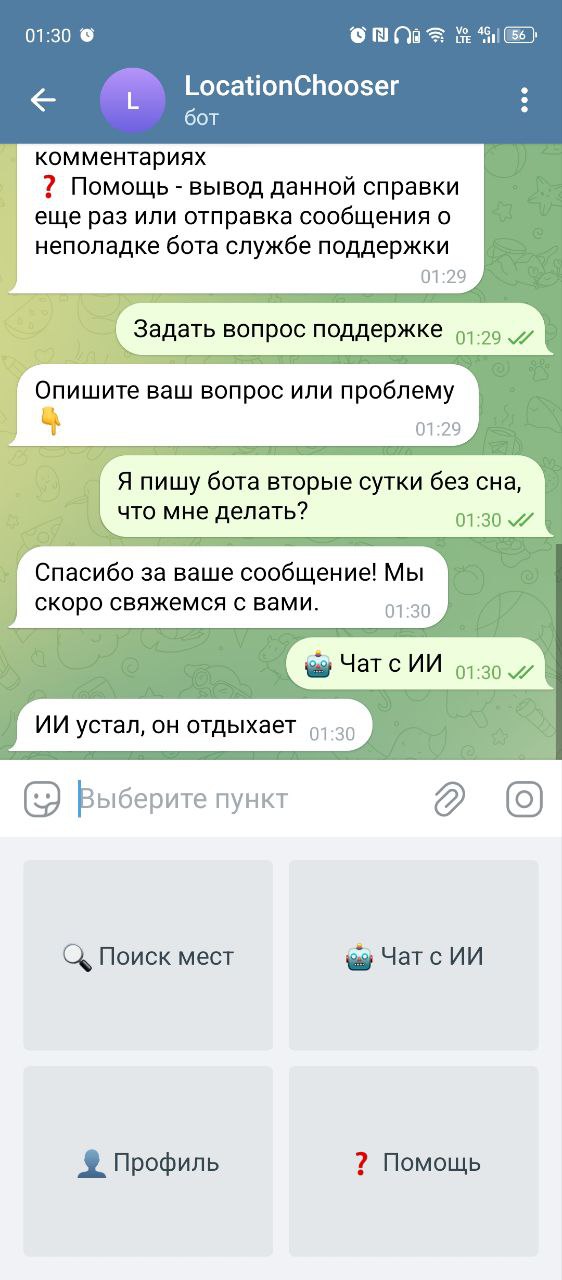 01:30 Vo LTE 4G 56
L LocationChooser
бот
комментариях
❓ Помощь - вывод данной справки
еще раз или отправка сообщения о
неполадке бота службе поддержки
01:29
Задать вопрос поддержке 01:29
Опишите ваш вопрос или проблему
👇 01:29
Я пишу бота вторые сутки без сна,
что мне делать? 01:30
Спасибо за ваше сообщение! Мы
скоро свяжемся с вами. 01:30
🤖 Чат с ИИ 01:30
ИИ устал, он отдыхает 01:30
Выберите пункт
🔍 Поиск мест 🤖 Чат с ИИ
👤 Профиль ❓ Помощь